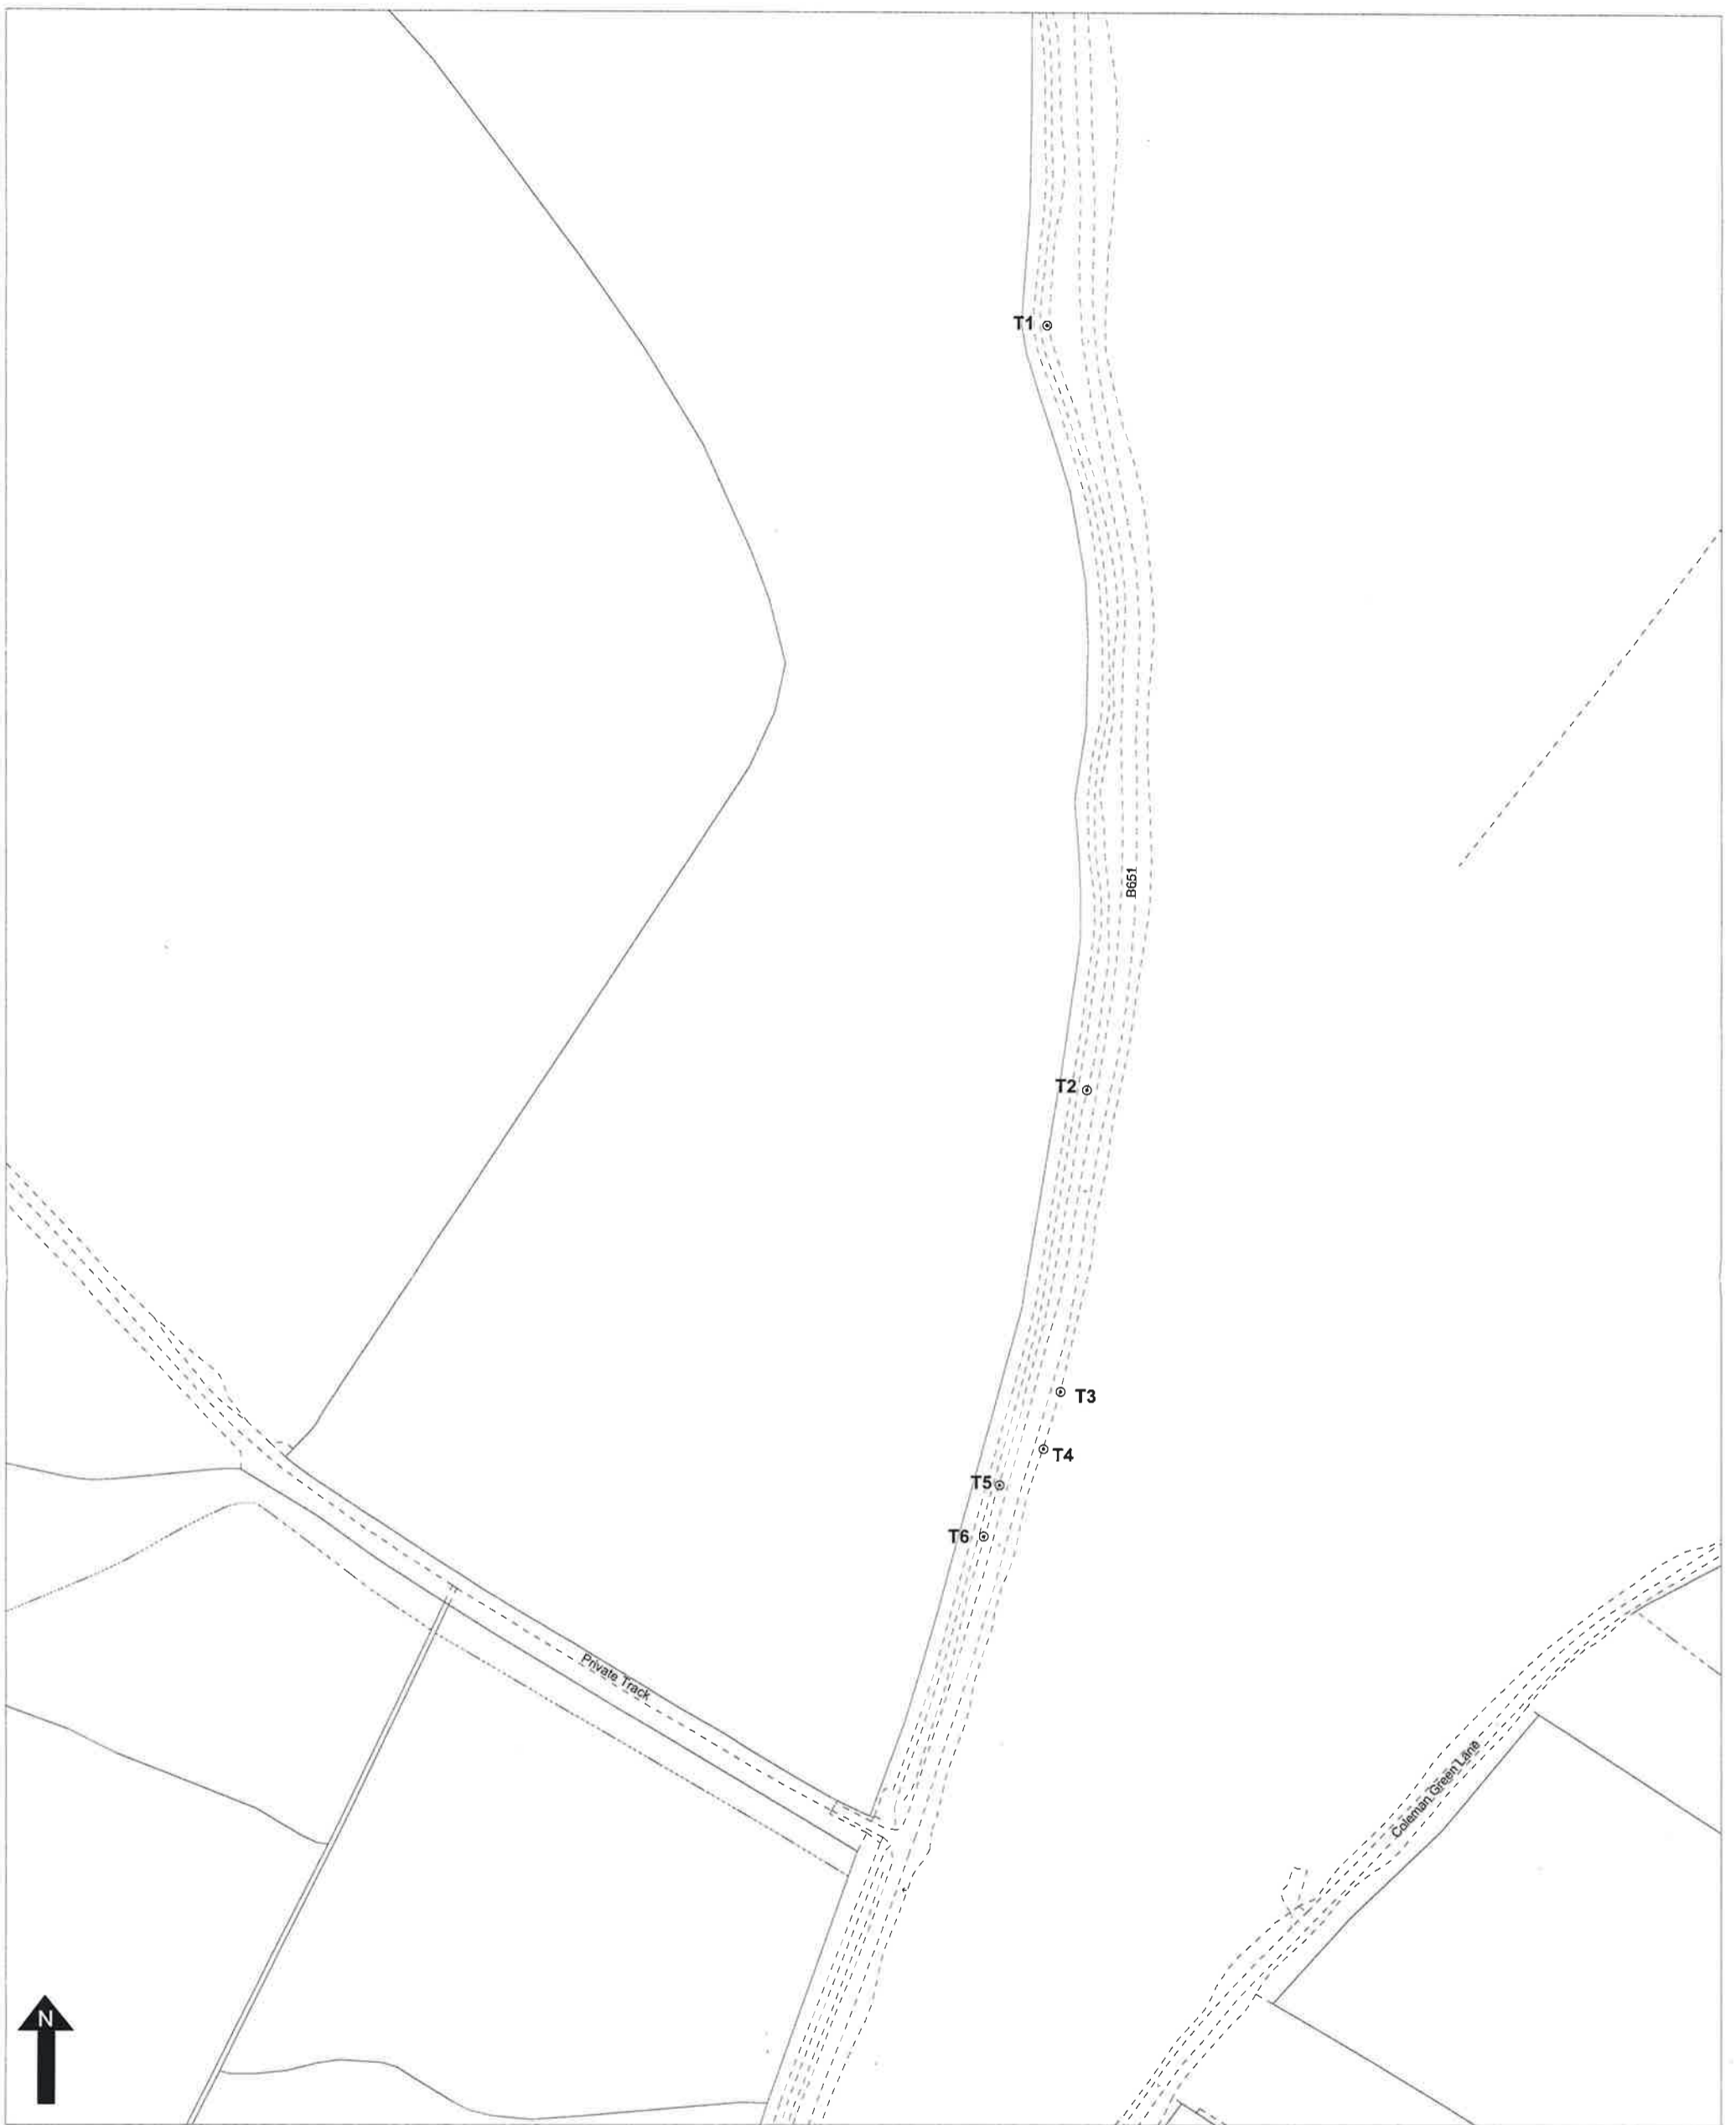 T1
B651
T2
T3
T4
T5
T6
Private Track
Coleman Green Lane
N